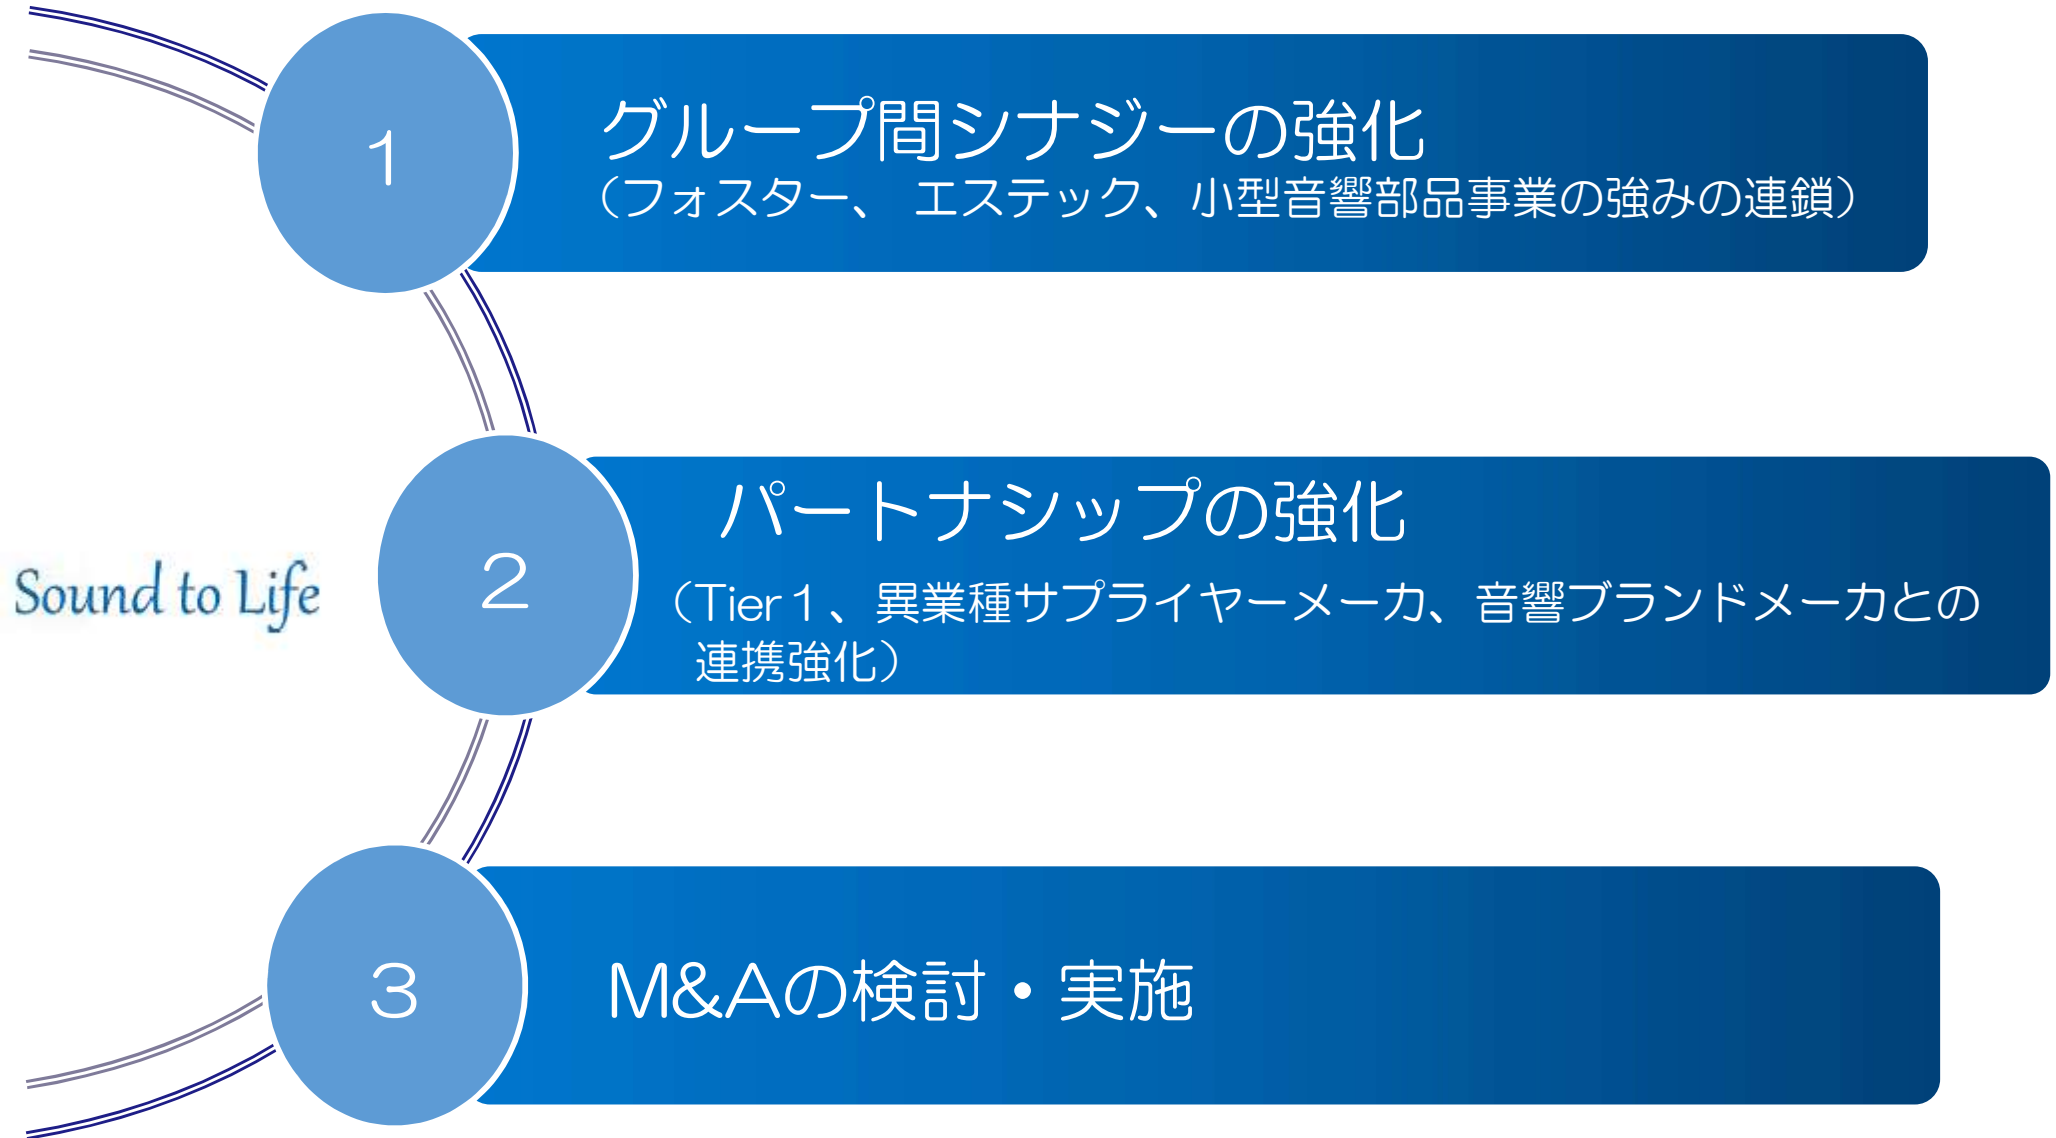 1
グループ間シナジーの強化
（フォスター、 エステック、小型音響部品事業の強みの連鎖）
Sound to Life
2
パートナシップの強化
（Tier１、異業種サプライヤーメーカ、音響ブランドメーカとの
連携強化）
3
M&Aの検討・実施